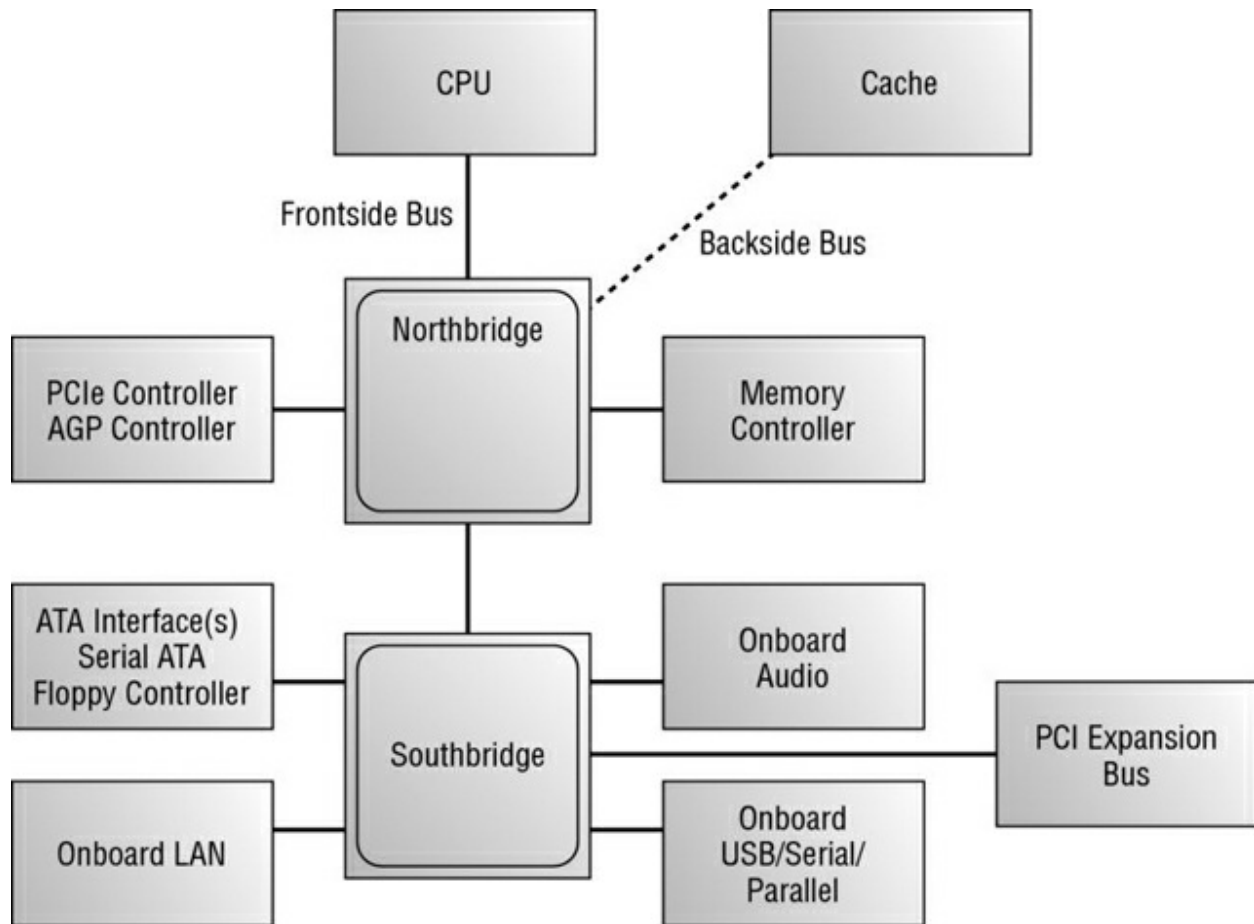 CPU
Cache
Frontside Bus
Backside Bus
Northbridge
PCIe Controller
AGP Controller
Memory
Controller
ATA Interface(s)
Serial ATA
Floppy Controller
Onboard
Audio
Southbridge
PCI Expansion
Bus
Onboard LAN
Onboard
USB/Serial/
Parallel